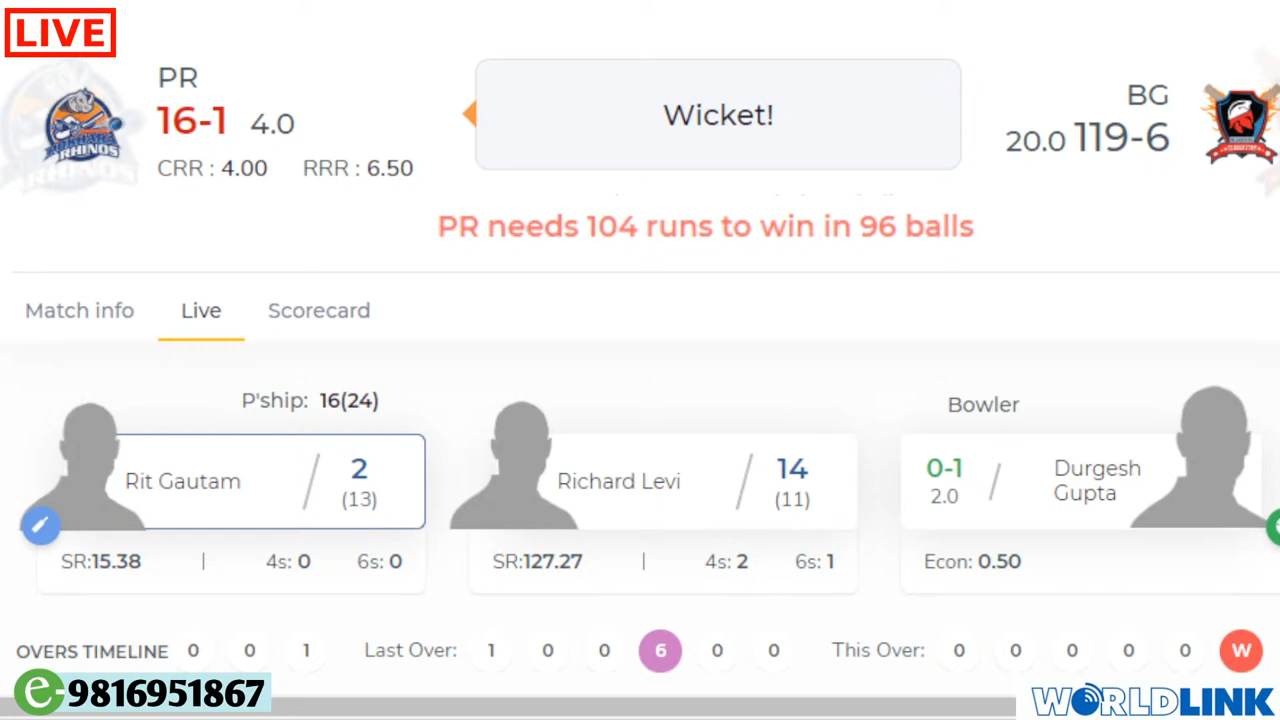 LIVE
PR
16-1 4.0
CRR : 4.00 RRR : 6.50
Wicket!
BG
20.0 119-6
PR needs 104 runs to win in 96 balls
Match info Live Scorecard
P'ship: 16(24)
Rit Gautam / 2 (13)
SR:15.38 | 4s: 0 6s: 0
Richard Levi / 14 (11)
SR:127.27 | 4s: 2 6s: 1
Bowler
0-1 2.0 / Durgesh Gupta
Econ: 0.50
OVERS TIMELINE 0 0 1 Last Over: 1 0 0 6 0 0 This Over: 0 0 0 0 0 W
e-9816951867
WORLDLINK
POKHARA RHINOS